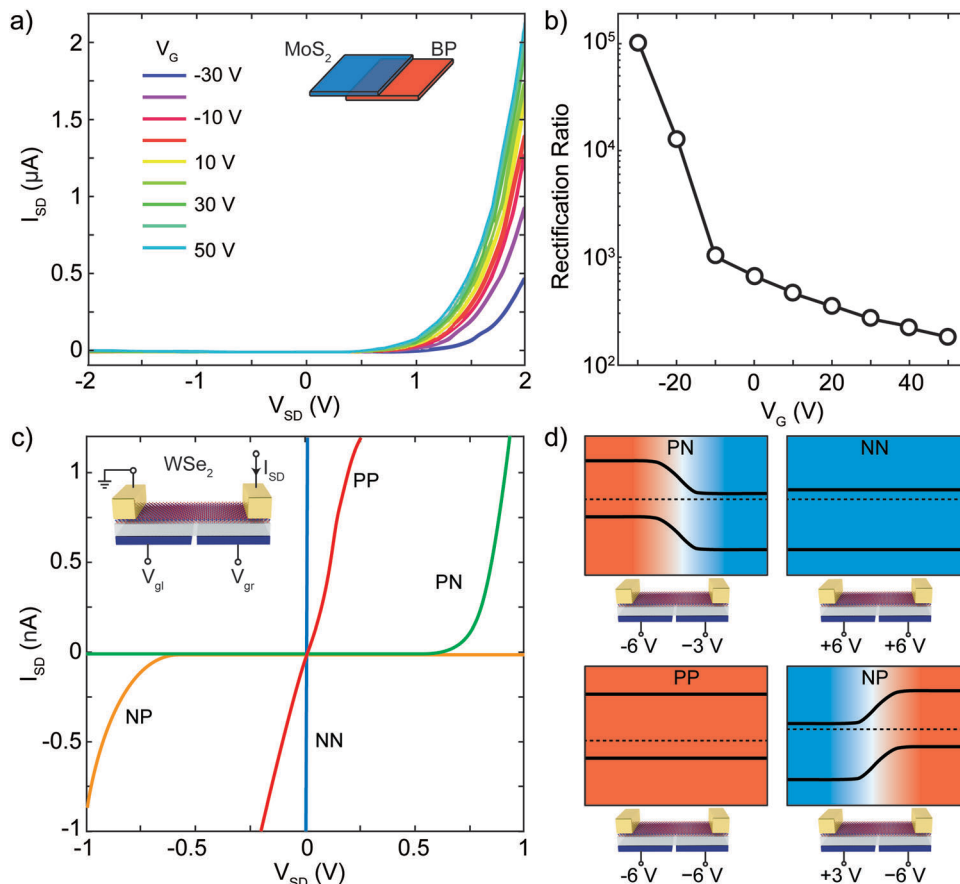 a)
V_G
-30 V
-10 V
10 V
30 V
50 V
MoS₂
BP
I_SD (µA)
2
1.5
1
0.5
0
-2
-1
0
1
2
V_SD (V)
b)
Rectification Ratio
10⁵
10⁴
10³
10²
-20
0
20
40
V_G (V)
c)
WSe₂
I_SD
V_gl
V_gr
PP
PN
NP
NN
I_SD (nA)
1
0.5
0
-0.5
-1
-1
-0.5
0
0.5
1
V_SD (V)
d)
PN
NN
-6 V
−3 V
+6 V
+6 V
PP
NP
-6 V
−6 V
+3 V
−6 V